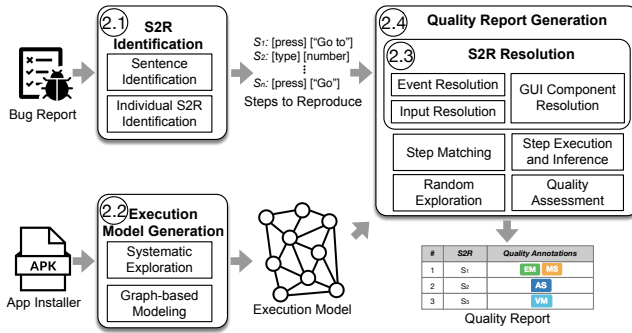 2.1
S2R
Identification
Sentence
Identification
Individual S2R
Identification
Bug Report
S1: [press] ["Go to"]
S2: [type] [number]
⋮
Sn: [press] ["Go"]
Steps to Reproduce
2.4
Quality Report Generation
2.3
S2R Resolution
Event Resolution
Input Resolution
GUI Component
Resolution
Step Matching
Step Execution
and Inference
Random
Exploration
Quality
Assessment
2.2
Execution
Model Generation
Systematic
Exploration
Graph-based
Modeling
APK
App Installer
Execution Model
# S2R Quality Annotations
1 S1 EM MS
2 S2 AS
3 S3 VM
Quality Report